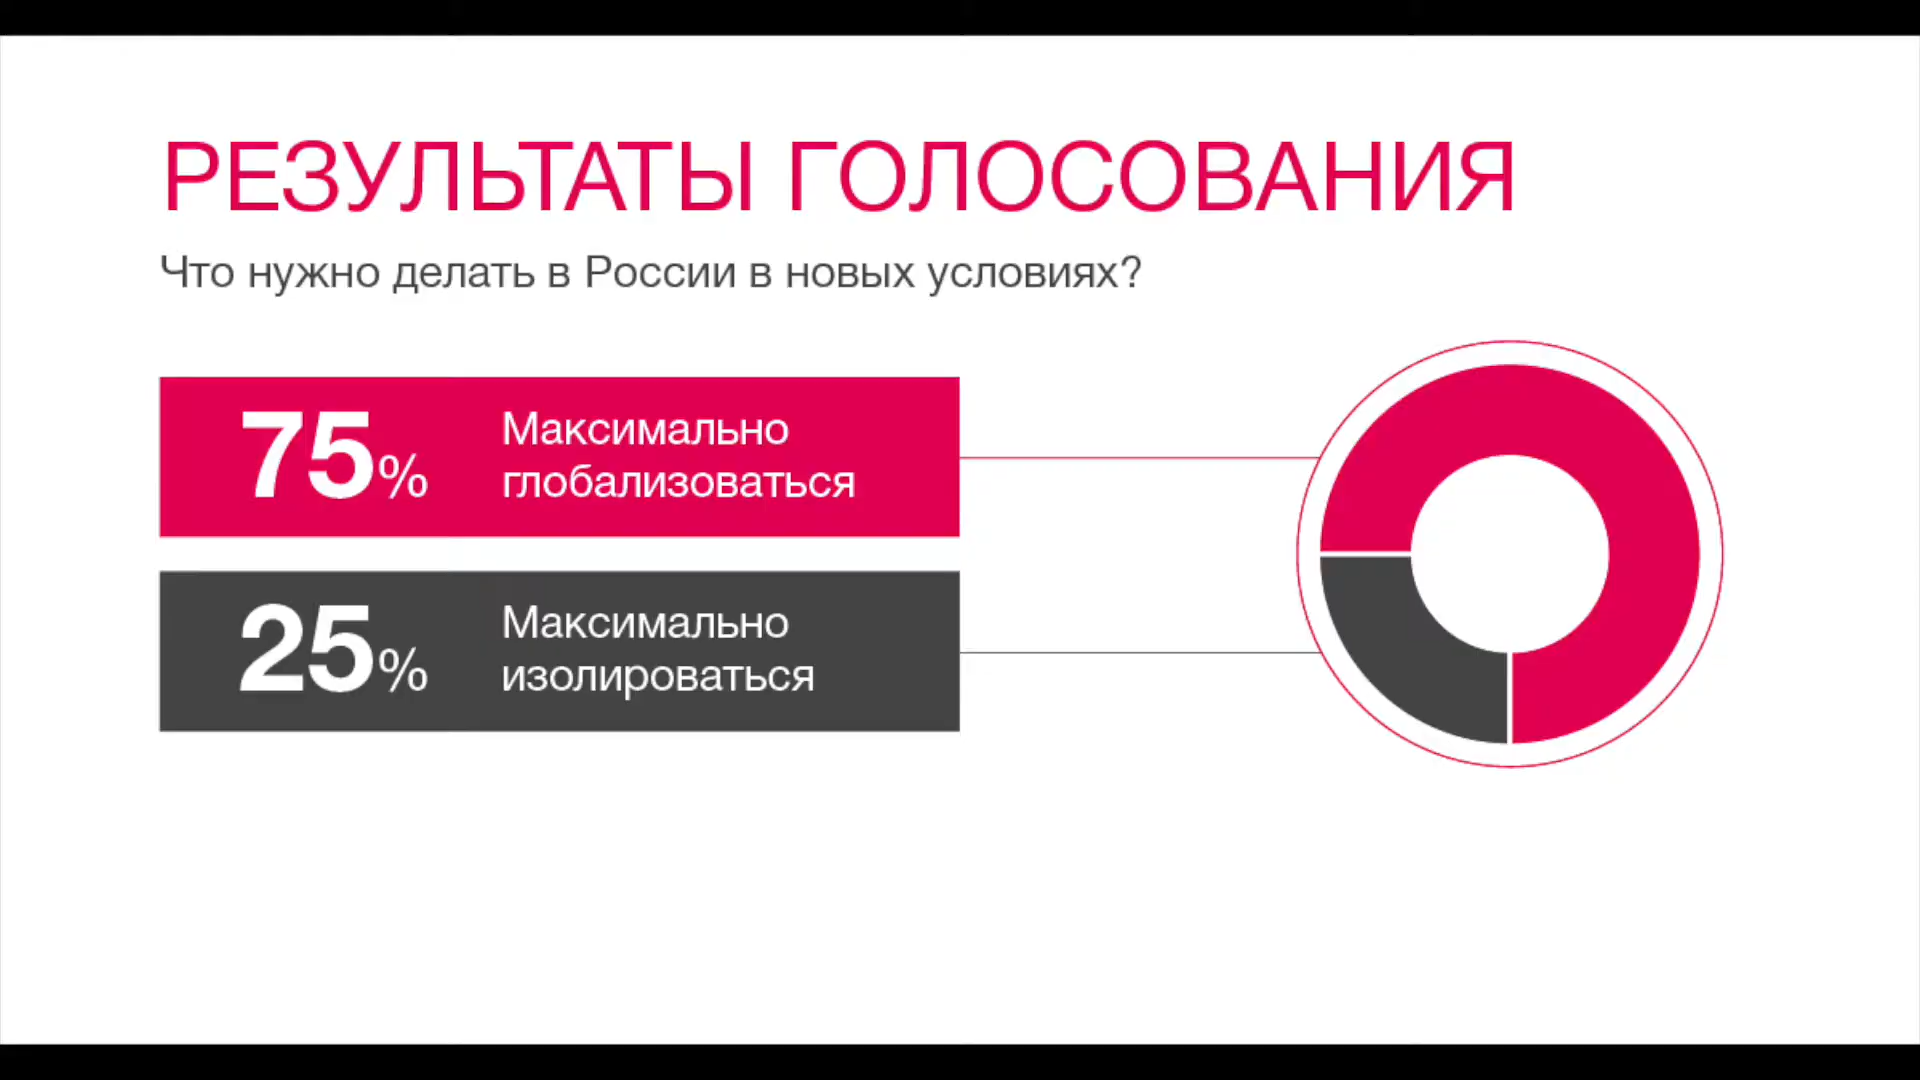 РЕЗУЛЬТАТЫ ГОЛОСОВАНИЯ
Что нужно делать в России в новых условиях?
75% Максимально
глобализоваться
25% Максимально
изолироваться